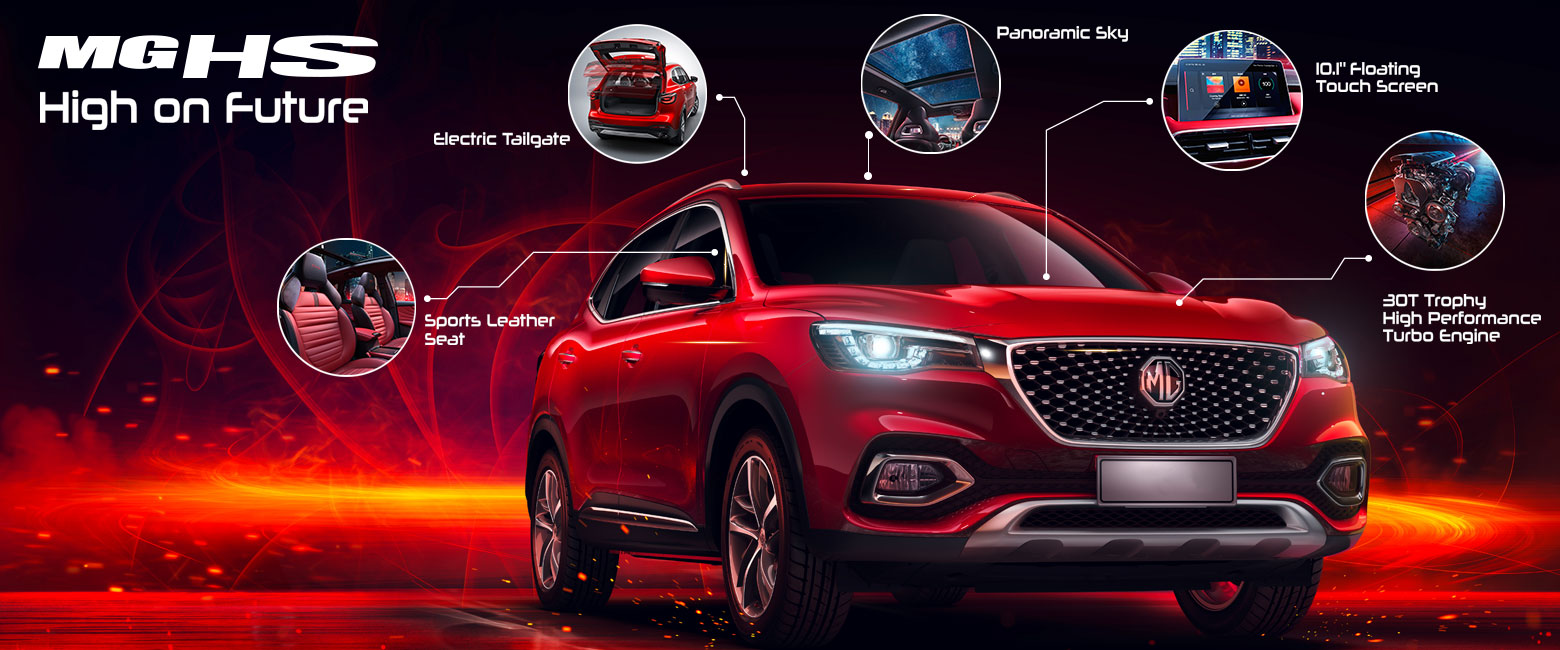 MG HS
High on Future
Electric Tailgate
Panoramic Sky
10.1" Floating
Touch Screen
Sports Leather
Seat
30T Trophy
High Performance
Turbo Engine
MG